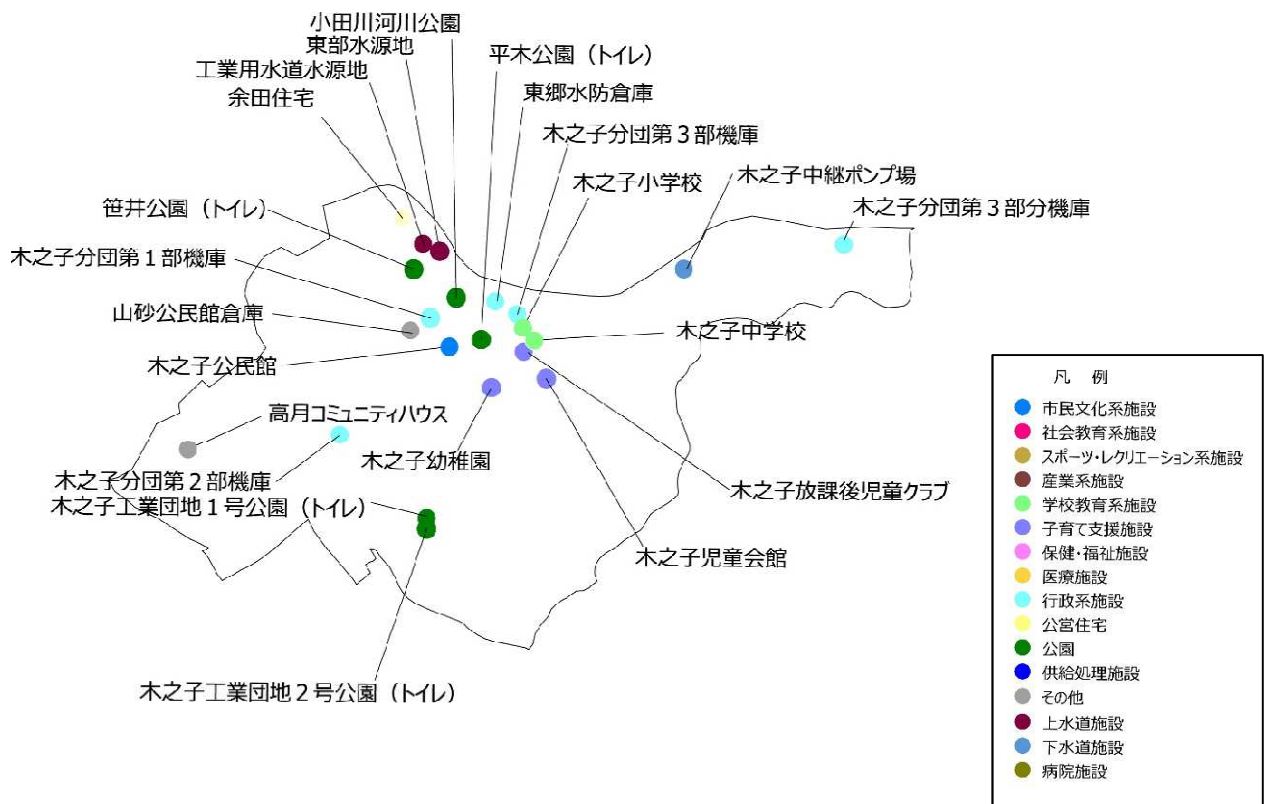 小田川河川公園
東部水源地
平木公園（トイレ）
工業用水道水源地
余田住宅
東郷水防倉庫
木之子分団第３部機庫
木之子小学校
木之子中継ポンプ場
笹井公園（トイレ）
木之子分団第３部分機庫
木之子分団第１部機庫
山砂公民館倉庫
木之子中学校
木之子公民館
高月コミュニティハウス
木之子幼稚園
木之子分団第２部機庫
木之子放課後児童クラブ
木之子工業団地１号公園（トイレ）
木之子児童会館
木之子工業団地２号公園（トイレ）
凡 例
市民文化系施設
社会教育系施設
スポーツ・レクリエーション系施設
産業系施設
学校教育系施設
子育て支援施設
保健・福祉施設
医療施設
行政系施設
公営住宅
公園
供給処理施設
その他
上水道施設
下水道施設
病院施設